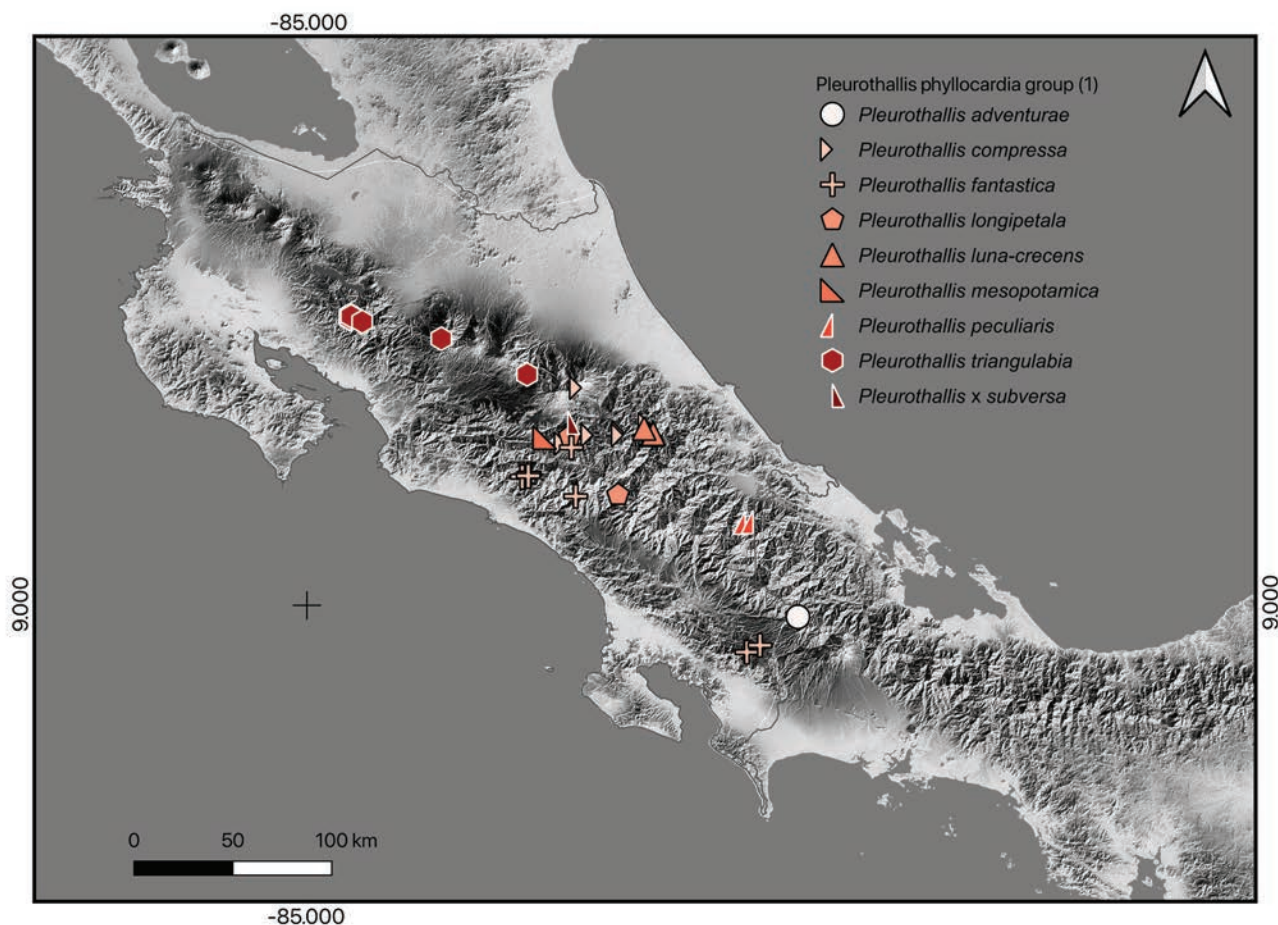 -85.000
Pleurothallis phyllocardia group (1)
Pleurothallis adventurae
Pleurothallis compressa
Pleurothallis fantastica
Pleurothallis longipetala
Pleurothallis luna-crecens
Pleurothallis mesopotamica
Pleurothallis peculiaris
Pleurothallis triangulabia
Pleurothallis x subversa
9.000
9.000
0 50 100 km
-85.000